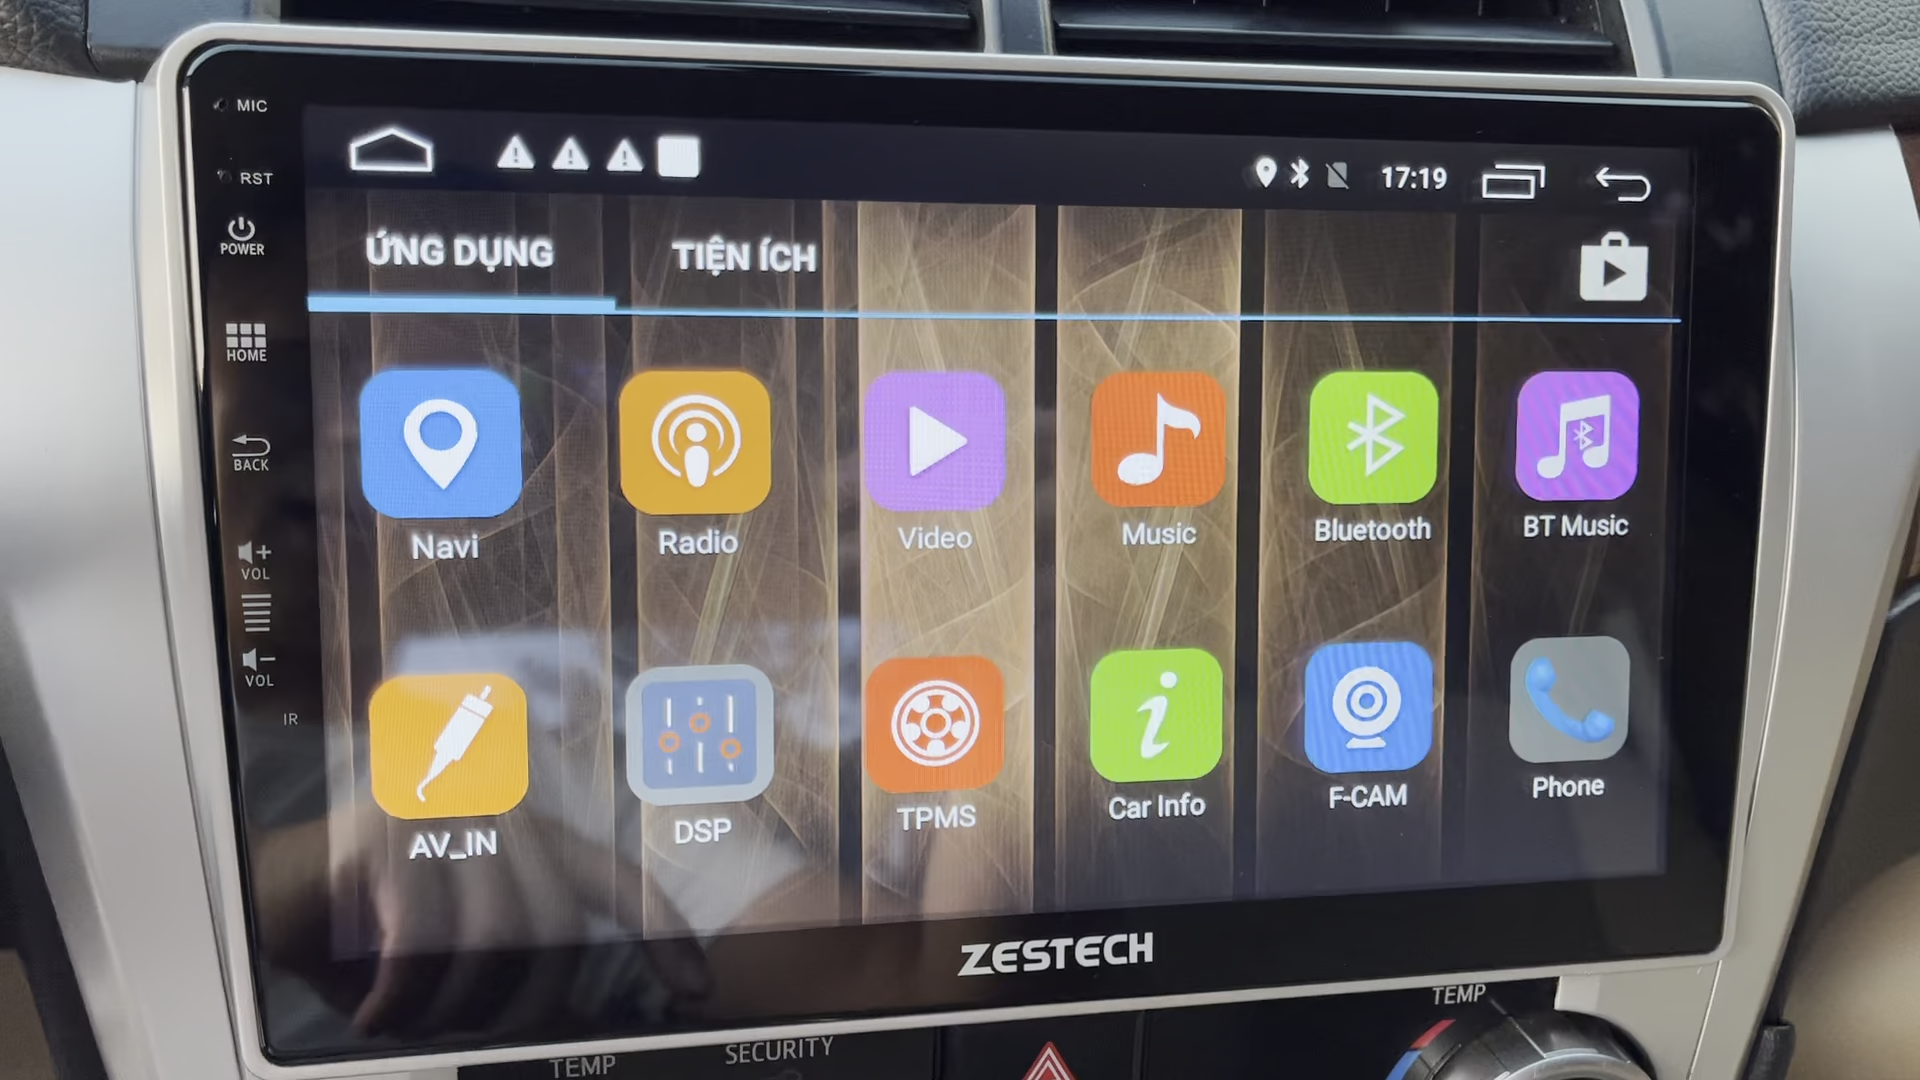 MIC
RST
POWER
HOME
BACK
VOL
VOL
IR
17:19
ỨNG DỤNG
TIỆN ÍCH
Navi
Radio
Video
Music
Bluetooth
BT Music
AV_IN
DSP
TPMS
Car Info
F-CAM
Phone
ZESTECH
TEMP
SECURITY
TEMP